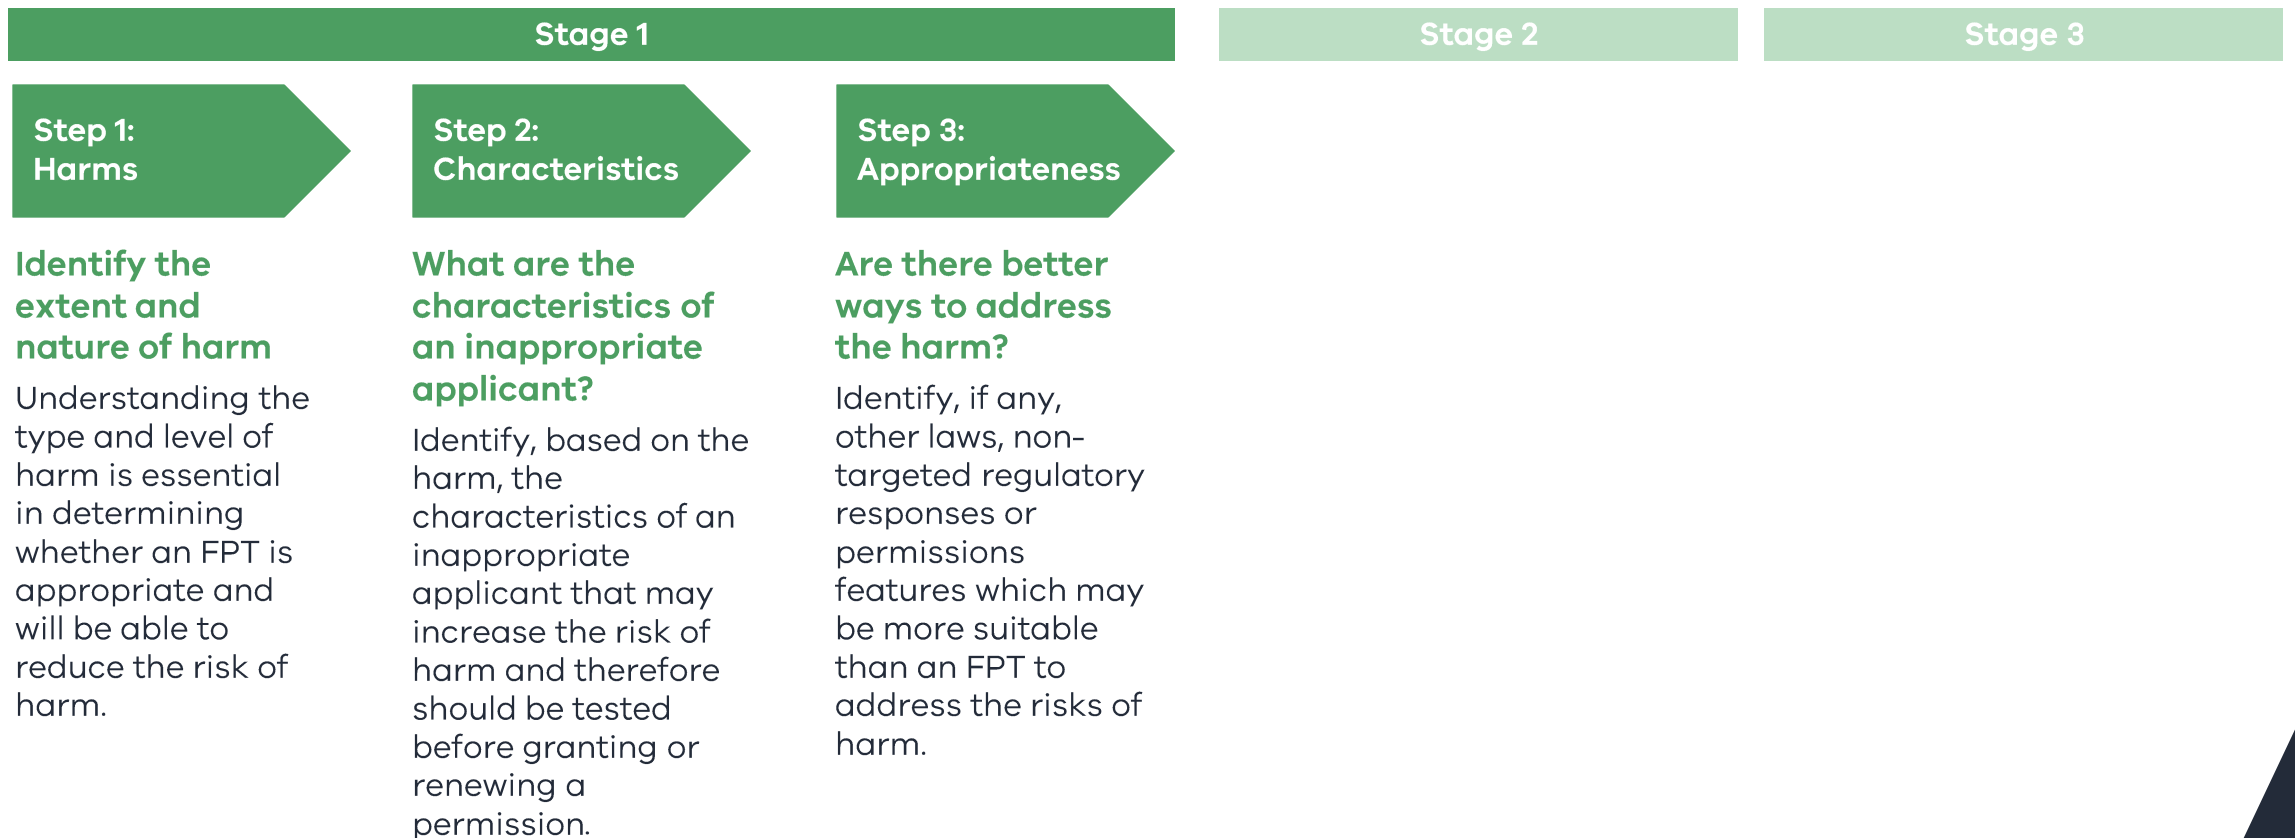 Stage 1
Stage 2
Stage 3
Step 1:
Harms
Identify the
extent and
nature of harm
Understanding the
type and level of
harm is essential
in determining
whether an FPT is
appropriate and
will be able to
reduce the risk of
harm.
Step 2:
Characteristics
What are the
characteristics of
an inappropriate
applicant?
Identify, based on the
harm, the
characteristics of an
inappropriate
applicant that may
increase the risk of
harm and therefore
should be tested
before granting or
renewing a
permission.
Step 3:
Appropriateness
Are there better
ways to address
the harm?
Identify, if any,
other laws, non-
targeted regulatory
responses or
permissions
features which may
be more suitable
than an FPT to
address the risks of
harm.